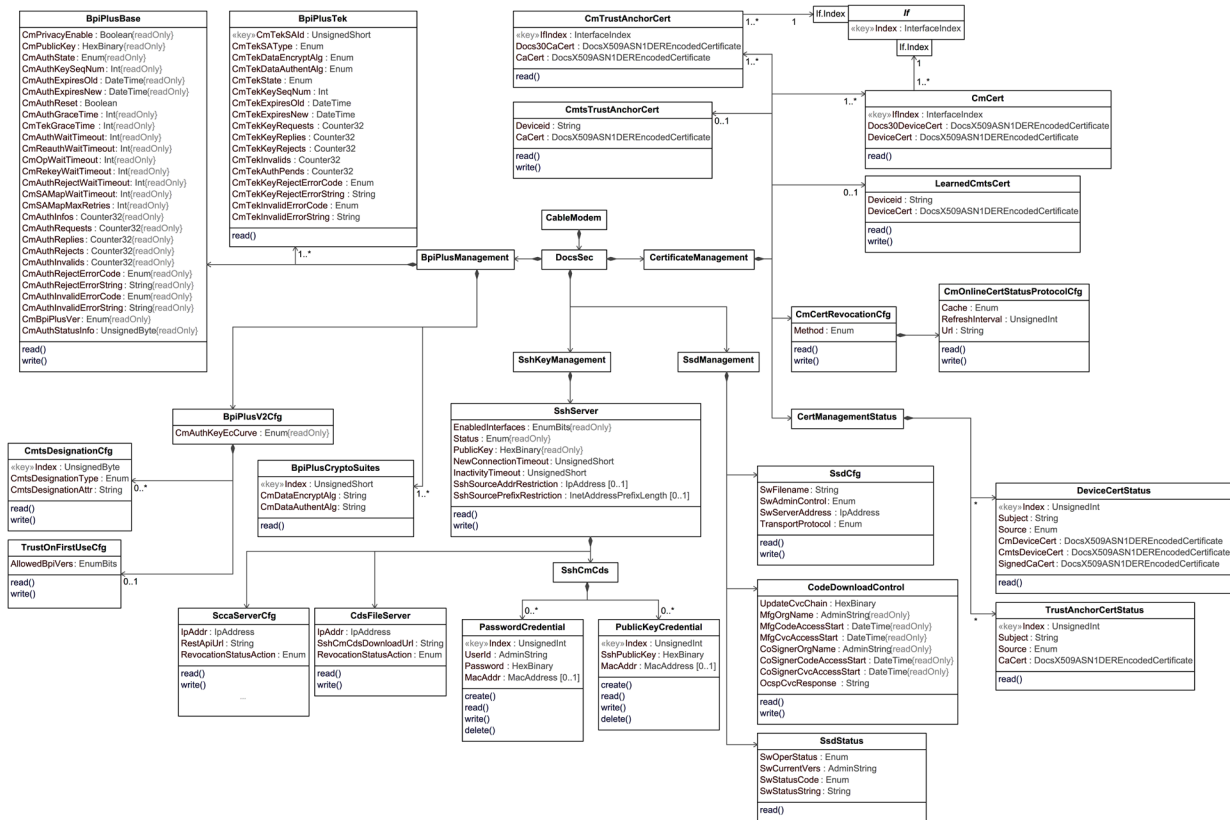 BpiPlusBase
CmPrivacyEnable : Boolean{readOnly}
CmPublicKey : HexBinary{readOnly}
CmAuthState : Enum{readOnly}
CmAuthKeySeqNum : Int{readOnly}
CmAuthExpiresOld : DateTime{readOnly}
CmAuthExpiresNew : DateTime{readOnly}
CmAuthReset : Boolean
CmAuthGraceTime : Int{readOnly}
CmTekGraceTime : Int{readOnly}
CmAuthWaitTimeout : Int{readOnly}
CmReauthWaitTimeout : Int{readOnly}
CmOpWaitTimeout : Int{readOnly}
CmRekeyWaitTimeout : Int{readOnly}
CmAuthRejectWaitTimeout : Int{readOnly}
CmSAMapWaitTimeout : Int{readOnly}
CmSAMapMaxRetries : Int{readOnly}
CmAuthInfos : Counter32{readOnly}
CmAuthRequests : Counter32{readOnly}
CmAuthReplies : Counter32{readOnly}
CmAuthRejects : Counter32{readOnly}
CmAuthInvalids : Counter32{readOnly}
CmAuthRejectErrorCode : Enum{readOnly}
CmAuthRejectErrorString : String{readOnly}
CmAuthInvalidErrorCode : Enum{readOnly}
CmAuthInvalidErrorString : String{readOnly}
CmBpiPlusVer : Enum{readOnly}
CmAuthStatusInfo : UnsignedByte{readOnly}
read()
write()
BpiPlusTek
«key»CmTekSAId : UnsignedShort
CmTekSAType : Enum
CmTekDataEncryptAlg : Enum
CmTekDataAuthentAlg : Enum
CmTekState : Enum
CmTekKeySeqNum : Int
CmTekExpiresOld : DateTime
CmTekExpiresNew : DateTime
CmTekKeyRequests : Counter32
CmTekKeyReplies : Counter32
CmTekKeyRejects : Counter32
CmTekInvalids : Counter32
CmTekAuthPends : Counter32
CmTekKeyRejectErrorCode : Enum
CmTekKeyRejectErrorString : String
CmTekInvalidErrorCode : Enum
CmTekInvalidErrorString : String
read()
1..*
CmTrustAnchorCert
«key»IfIndex : InterfaceIndex
Docs30CaCert : DocsX509ASN1DEREncodedCertificate
CaCert : DocsX509ASN1DEREncodedCertificate
read()
1..*
1
If.Index
If
«key»Index : InterfaceIndex
If.Index
1
1..*
1..*
CmtsTrustAnchorCert
Deviceid : String
CaCert : DocsX509ASN1DEREncodedCertificate
read()
write()
0..1
1..*
CmCert
«key»IfIndex : InterfaceIndex
Docs30DeviceCert : DocsX509ASN1DEREncodedCertificate
DeviceCert : DocsX509ASN1DEREncodedCertificate
read()
0..1
LearnedCmtsCert
Deviceid : String
DeviceCert : DocsX509ASN1DEREncodedCertificate
read()
write()
CableModem
BpiPlusManagement
DocsSec
CertificateManagement
CmCertRevocationCfg
Method : Enum
read()
write()
CmOnlineCertStatusProtocolCfg
Cache : Enum
RefreshInterval : UnsignedInt
Url : String
read()
write()
SshKeyManagement
SsdManagement
BpiPlusV2Cfg
CmAuthKeyEcCurve : Enum{readOnly}
SshServer
EnabledInterfaces : EnumBits{readOnly}
Status : Enum{readOnly}
PublicKey : HexBinary{readOnly}
NewConnectionTimeout : UnsignedShort
InactivityTimeout : UnsignedShort
SshSourceAddrRestriction : IpAddress [0..1]
SshSourcePrefixRestriction : InetAddressPrefixLength [0..1]
read()
write()
CertManagementStatus
CmtsDesignationCfg
«key»Index : UnsignedByte
CmtsDesignationType : Enum
CmtsDesignationAttr : String
read()
write()
0..*
BpiPlusCryptoSuites
«key»Index : UnsignedShort
CmDataEncryptAlg : String
CmDataAuthentAlg : String
read()
1..*
SsdCfg
SwFilename : String
SwAdminControl : Enum
SwServerAddress : IpAddress
TransportProtocol : Enum
read()
write()
*
DeviceCertStatus
«key»Index : UnsignedInt
Subject : String
Source : Enum
CmDeviceCert : DocsX509ASN1DEREncodedCertificate
CmtsDeviceCert : DocsX509ASN1DEREncodedCertificate
SignedCaCert : DocsX509ASN1DEREncodedCertificate
read()
TrustOnFirstUseCfg
AllowedBpiVers : EnumBits
read()
write()
0..1
SshCmCds
SccaServerCfg
IpAddr : IpAddress
RestApiUrl : String
RevocationStatusAction : Enum
read()
write()
...
CdsFileServer
IpAddr : IpAddress
SshCmCdsDownloadUrl : String
RevocationStatusAction : Enum
read()
write()
0..*
PasswordCredential
«key»Index : UnsignedInt
UserId : AdminString
Password : HexBinary
MacAddr : MacAddress [0..1]
create()
read()
write()
delete()
0..*
PublicKeyCredential
«key»Index : UnsignedInt
SshPublicKey : HexBinary
MacAddr : MacAddress [0..1]
create()
read()
write()
delete()
CodeDownloadControl
UpdateCvcChain : HexBinary
MfgOrgName : AdminString{readOnly}
MfgCodeAccessStart : DateTime{readOnly}
MfgCvcAccessStart : DateTime{readOnly}
CoSignerOrgName : AdminString{readOnly}
CoSignerCodeAccessStart : DateTime{readOnly}
CoSignerCvcAccessStart : DateTime{readOnly}
OcspCvcResponse : String
read()
write()
*
TrustAnchorCertStatus
«key»Index : UnsignedInt
Subject : String
Source : Enum
CaCert : DocsX509ASN1DEREncodedCertificate
read()
SsdStatus
SwOperStatus : Enum
SwCurrentVers : AdminString
SwStatusCode : Enum
SwStatusString : String
read()